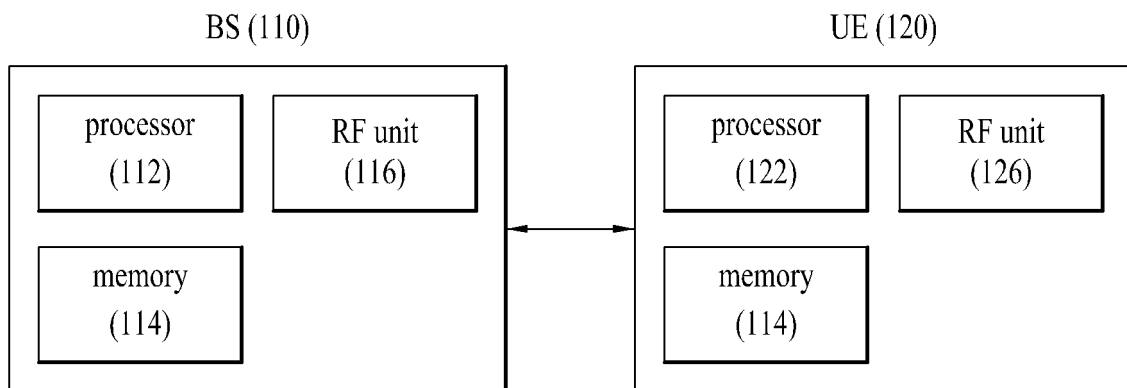 BS (110)
UE (120)
processor
(112)
RF unit
(116)
processor
(122)
RF unit
(126)
memory
(114)
memory
(114)